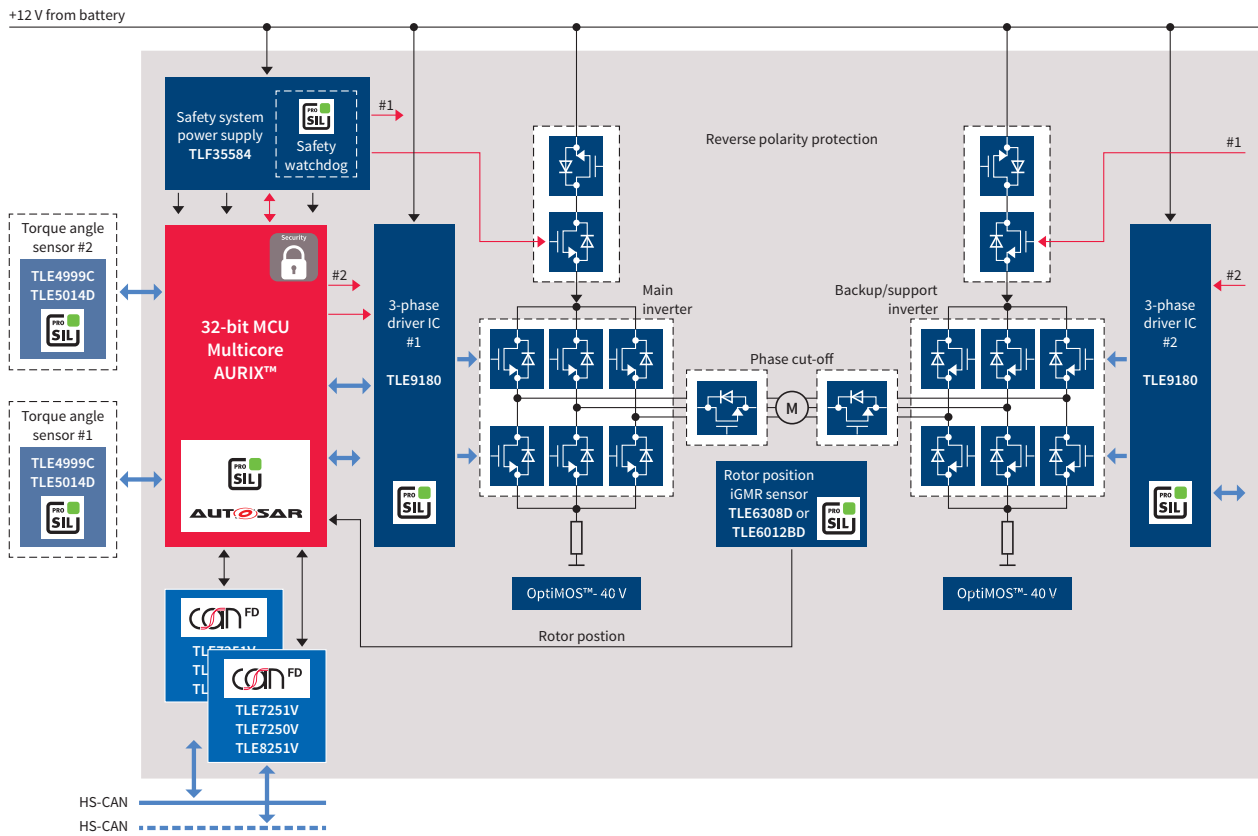 +12 V from battery
Safety system
power supply
TLF35584
PRO
SIL
Safety
watchdog
#1
Reverse polarity protection
#1
Torque angle
sensor #2
TLE4999C
TLE5014D
PRO
SIL
Security
32-bit MCU
Multicore
AURIX™
PRO
SIL
AUTOSAR
#2
3-phase
driver IC
#1
TLE9180
PRO
SIL
Main
inverter
Backup/support
inverter
Phase cut-off
M
#2
3-phase
driver IC
#2
TLE9180
PRO
SIL
Torque angle
sensor #1
TLE4999C
TLE5014D
PRO
SIL
Rotor position
iGMR sensor
TLE6308D or
TLE6012BD
PRO
SIL
OptiMOS™- 40 V
OptiMOS™- 40 V
Rotor postion
CAN FD
TLE7251V
TL
TL
CAN FD
TLE7251V
TLE7250V
TLE8251V
HS-CAN
HS-CAN